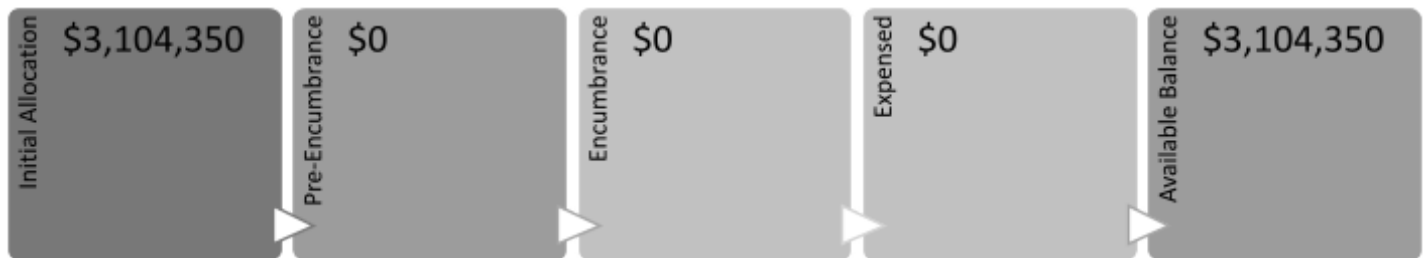 Initial Allocation
$3,104,350
Pre-Encumbrance
$0
Encumbrance
$0
Expensed
$0
Available Balance
$3,104,350